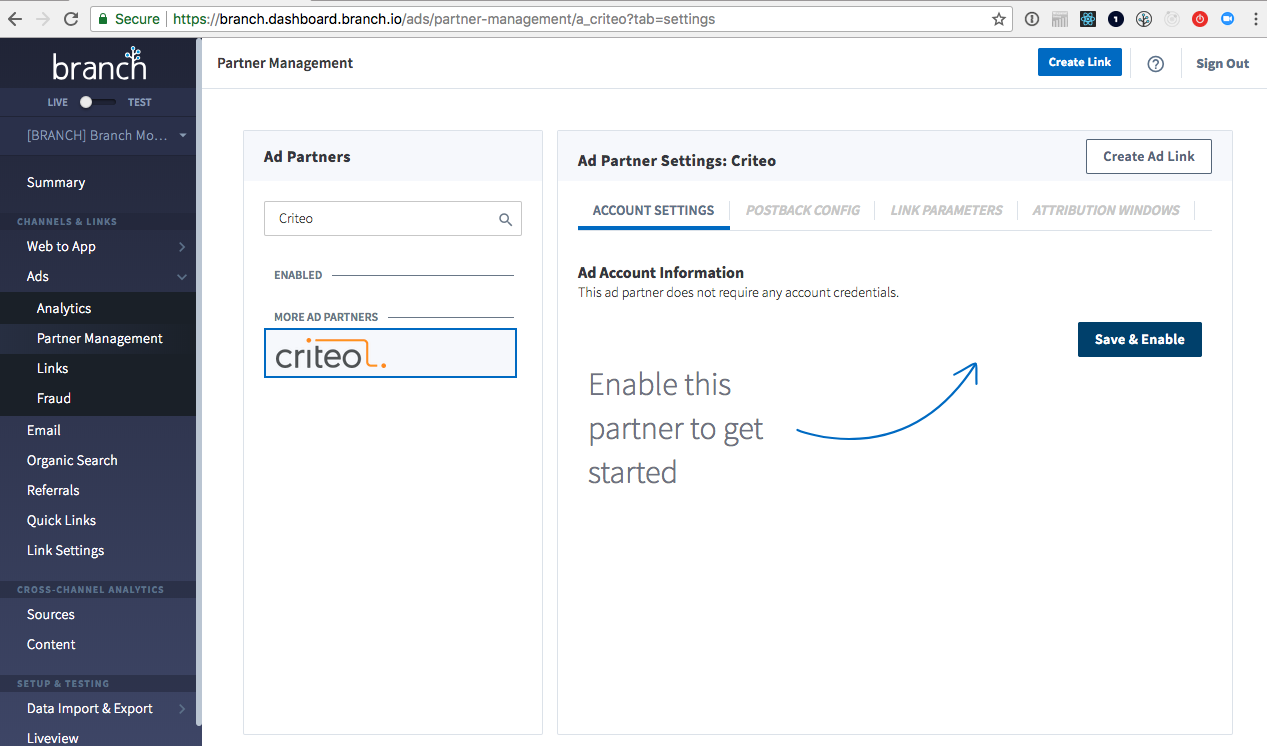 Secure
https://branch.dashboard.branch.io/ads/partner-management/a_criteo?tab=settings
branch
LIVE TEST
[BRANCH] Branch Mo...
Summary
CHANNELS & LINKS
Web to App
Ads
Analytics
Partner Management
Links
Fraud
Email
Organic Search
Referrals
Quick Links
Link Settings
CROSS-CHANNEL ANALYTICS
Sources
Content
SETUP & TESTING
Data Import & Export
Liveview
Partner Management
Create Link
?
Sign Out
Ad Partners
Criteo
ENABLED
MORE AD PARTNERS
criteo
Ad Partner Settings: Criteo
Create Ad Link
ACCOUNT SETTINGS
POSTBACK CONFIG
LINK PARAMETERS
ATTRIBUTION WINDOWS
Ad Account Information
This ad partner does not require any account credentials.
Save & Enable
Enable this
partner to get
started